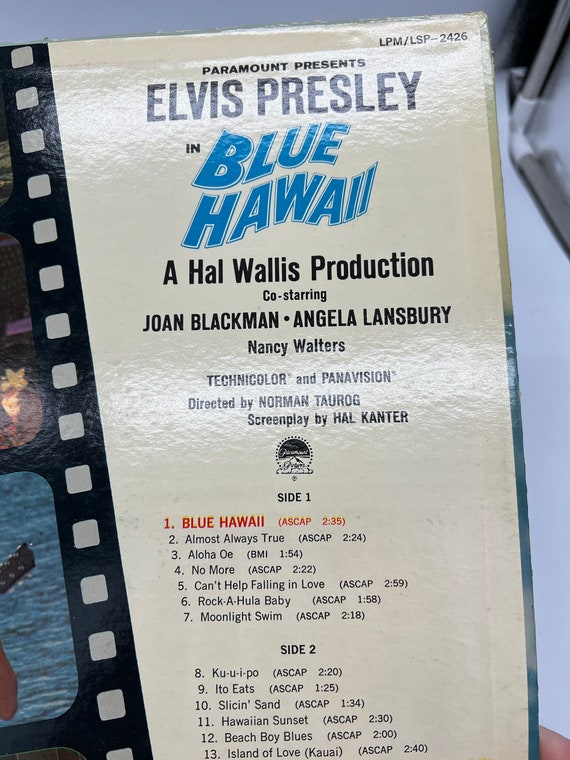 LPM/LSP-2426
PARAMOUNT PRESENTS
ELVIS PRESLEY
IN BLUE
HAWAII
A Hal Wallis Production
Co-starring
JOAN BLACKMAN • ANGELA LANSBURY
Nancy Walters
TECHNICOLOR® and PANAVISION®
Directed by NORMAN TAUROG
Screenplay by HAL KANTER
Paramount
Picture
®
SIDE 1
1. BLUE HAWAII (ASCAP 2:35)
2. Almost Always True (ASCAP 2:24)
3. Aloha Oe (BMI 1:54)
4. No More (ASCAP 2:22)
5. Can't Help Falling in Love (ASCAP 2:59)
6. Rock-A-Hula Baby (ASCAP 1:58)
7. Moonlight Swim (ASCAP 2:18)
SIDE 2
8. Ku-u-i-po (ASCAP 2:20)
9. Ito Eats (ASCAP 1:25)
10. Slicin' Sand (ASCAP 1:34)
11. Hawaiian Sunset (ASCAP 2:30)
12. Beach Boy Blues (ASCAP 2:00)
13. Island of Love (Kauai) (ASCAP 2:40)